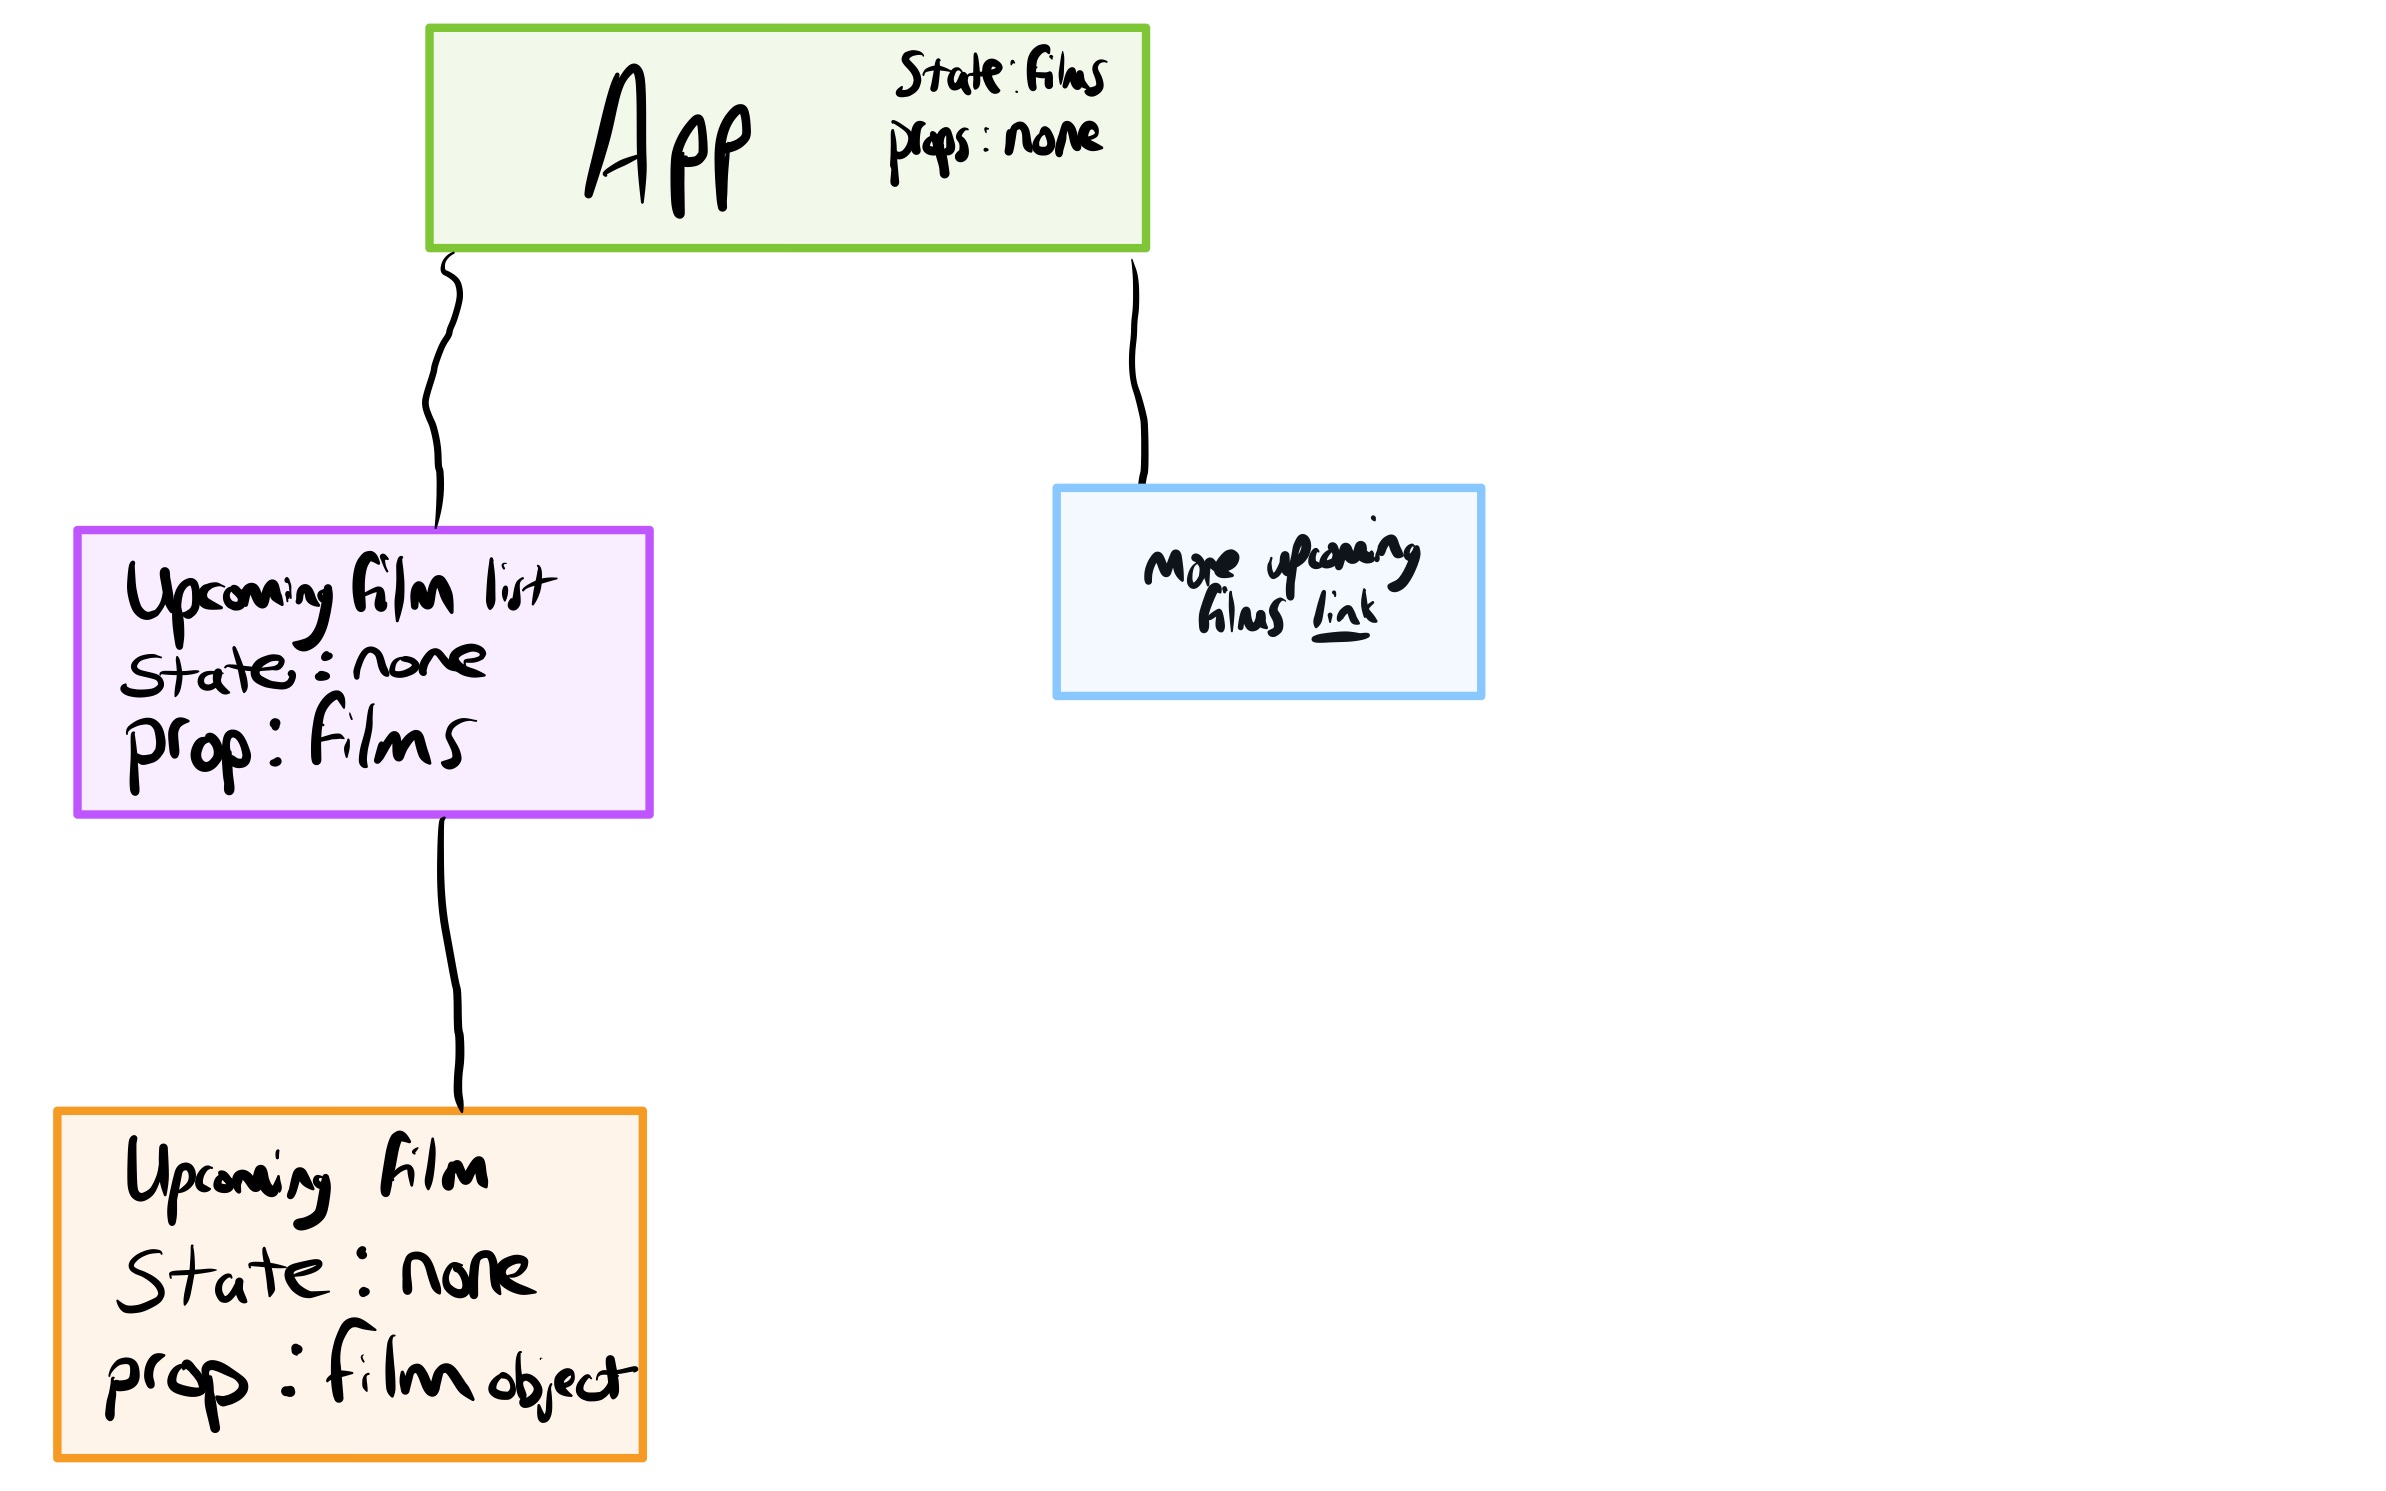 App
State: films
props: none
Upcoming film list
state: none
prop: films
more upcoming
films link
Upcoming Film
State: none
prop: film object